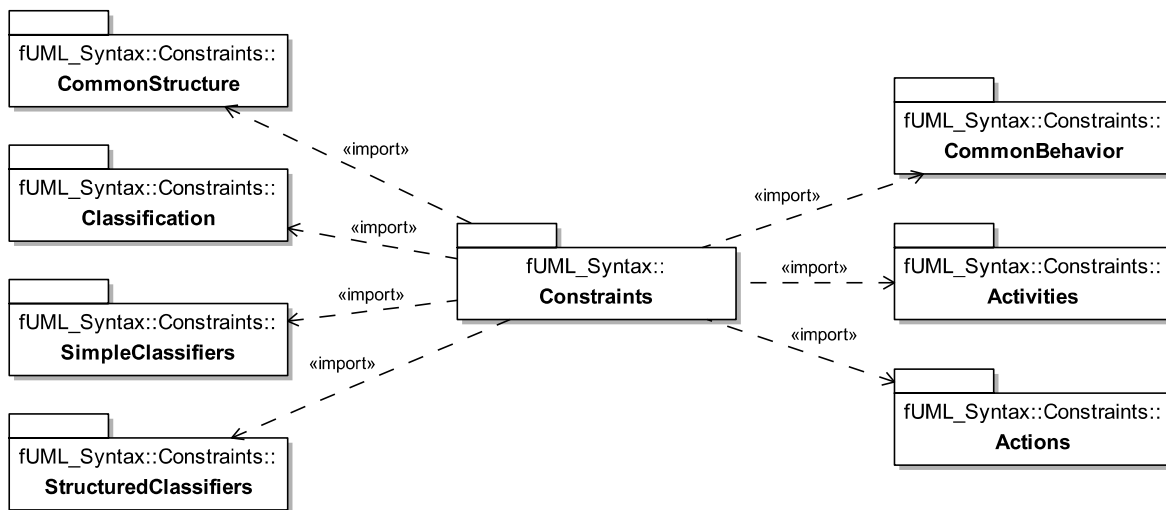 fUML_Syntax::Constraints::
CommonStructure
«import»
fUML_Syntax::Constraints::
Classification
«import»
fUML_Syntax::Constraints::
SimpleClassifiers
«import»
fUML_Syntax::Constraints::
StructuredClassifiers
«import»
fUML_Syntax::
Constraints
«import»
fUML_Syntax::Constraints::
CommonBehavior
«import»
fUML_Syntax::Constraints::
Activities
«import»
fUML_Syntax::Constraints::
Actions